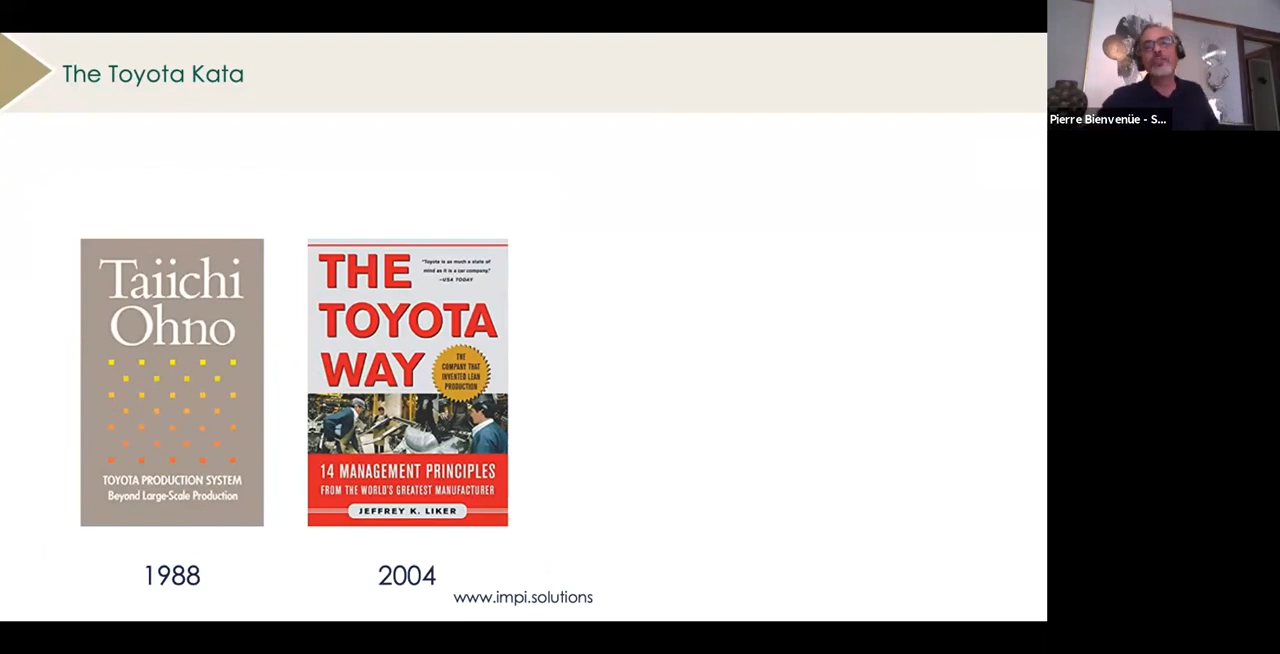 The Toyota Kata
Pierre Bienvenüe - S...
Taiichi
Ohno
TOYOTA PRODUCTION SYSTEM
Beyond Large-Scale Production
1988
THE
TOYOTA
WAY
"Toyota is as much a state of
mind as it is a car company."
–USA TODAY
THE
COMPANY THAT
INVENTED LEAN
PRODUCTION
14 MANAGEMENT PRINCIPLES
FROM THE WORLD'S GREATEST MANUFACTURER
JEFFREY K. LIKER
2004
www.impi.solutions